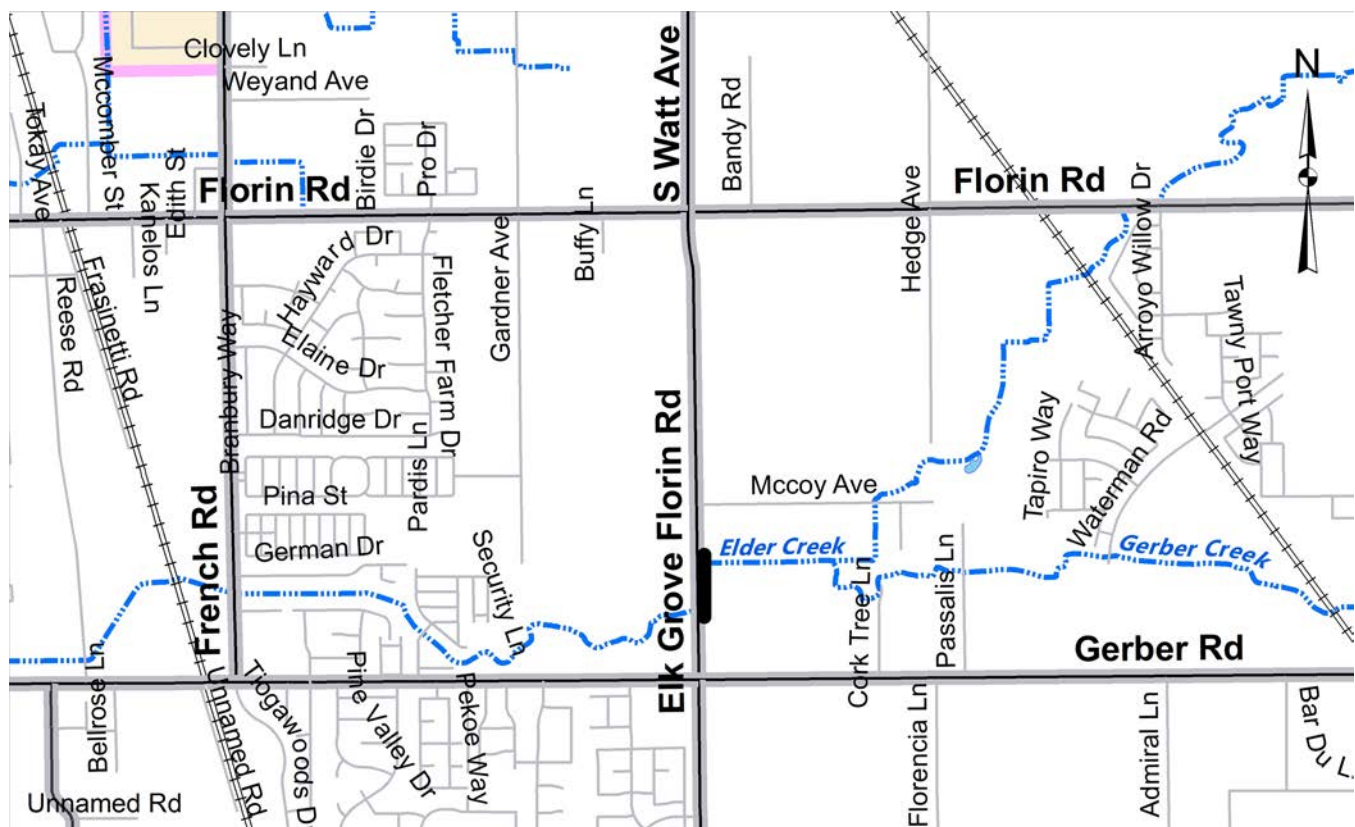 Clovely Ln
Weyand Ave
N
Tokay Ave
Mccomber St
Kanelos Ln
Edith St
Birdie Dr
Pro Dr
S Watt Ave
Bandy Rd
Florin Rd
Florin Rd
Hedge Ave
Arroyo Willow Dr
Buffy Ln
Gardner Ave
Hayward Dr
Fletcher Farm Dr
Reese Rd
Frasinetti Rd
Branbury Way
Elaine Dr
Danridge Dr
Tawny Port Way
Tapiro Way
Waterman Rd
Pardis Ln
Pina St
Mccoy Ave
Elk Grove Florin Rd
French Rd
German Dr
Security Ln
Elder Creek
Gerber Creek
Cork Tree Ln
Passalis Ln
Gerber Rd
Bellrose Ln
Unnamed Rd
Tiogawoods Dr
Pine Valley Dr
Pekoe Way
Florencia Ln
Admiral Ln
Bar Du L
Unnamed Rd